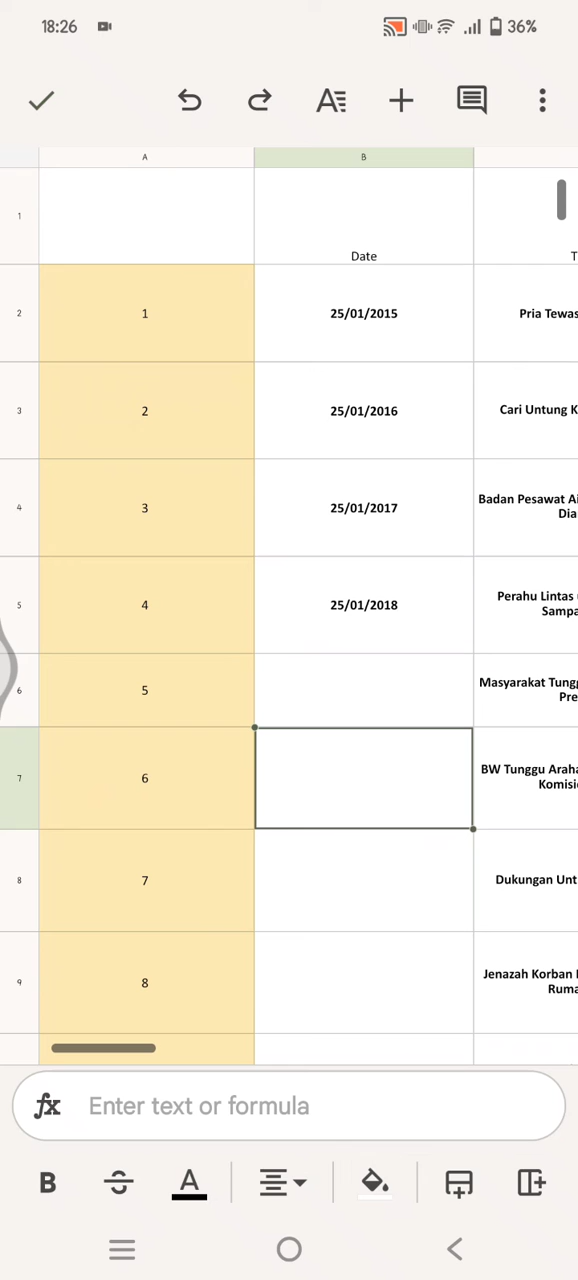 18:26
36%
A B
1 Date T
2 1 25/01/2015 Pria Tewas
3 2 25/01/2016 Cari Untung K
4 3 25/01/2017 Badan Pesawat Ai
Dia
5 4 25/01/2018 Perahu Lintas
Sampa
6 5 Masyarakat Tungg
Pre
7 6 BW Tunggu Araha
Komisi
8 7 Dukungan Unt
9 8 Jenazah Korban
Ruma
fx Enter text or formula
B S A